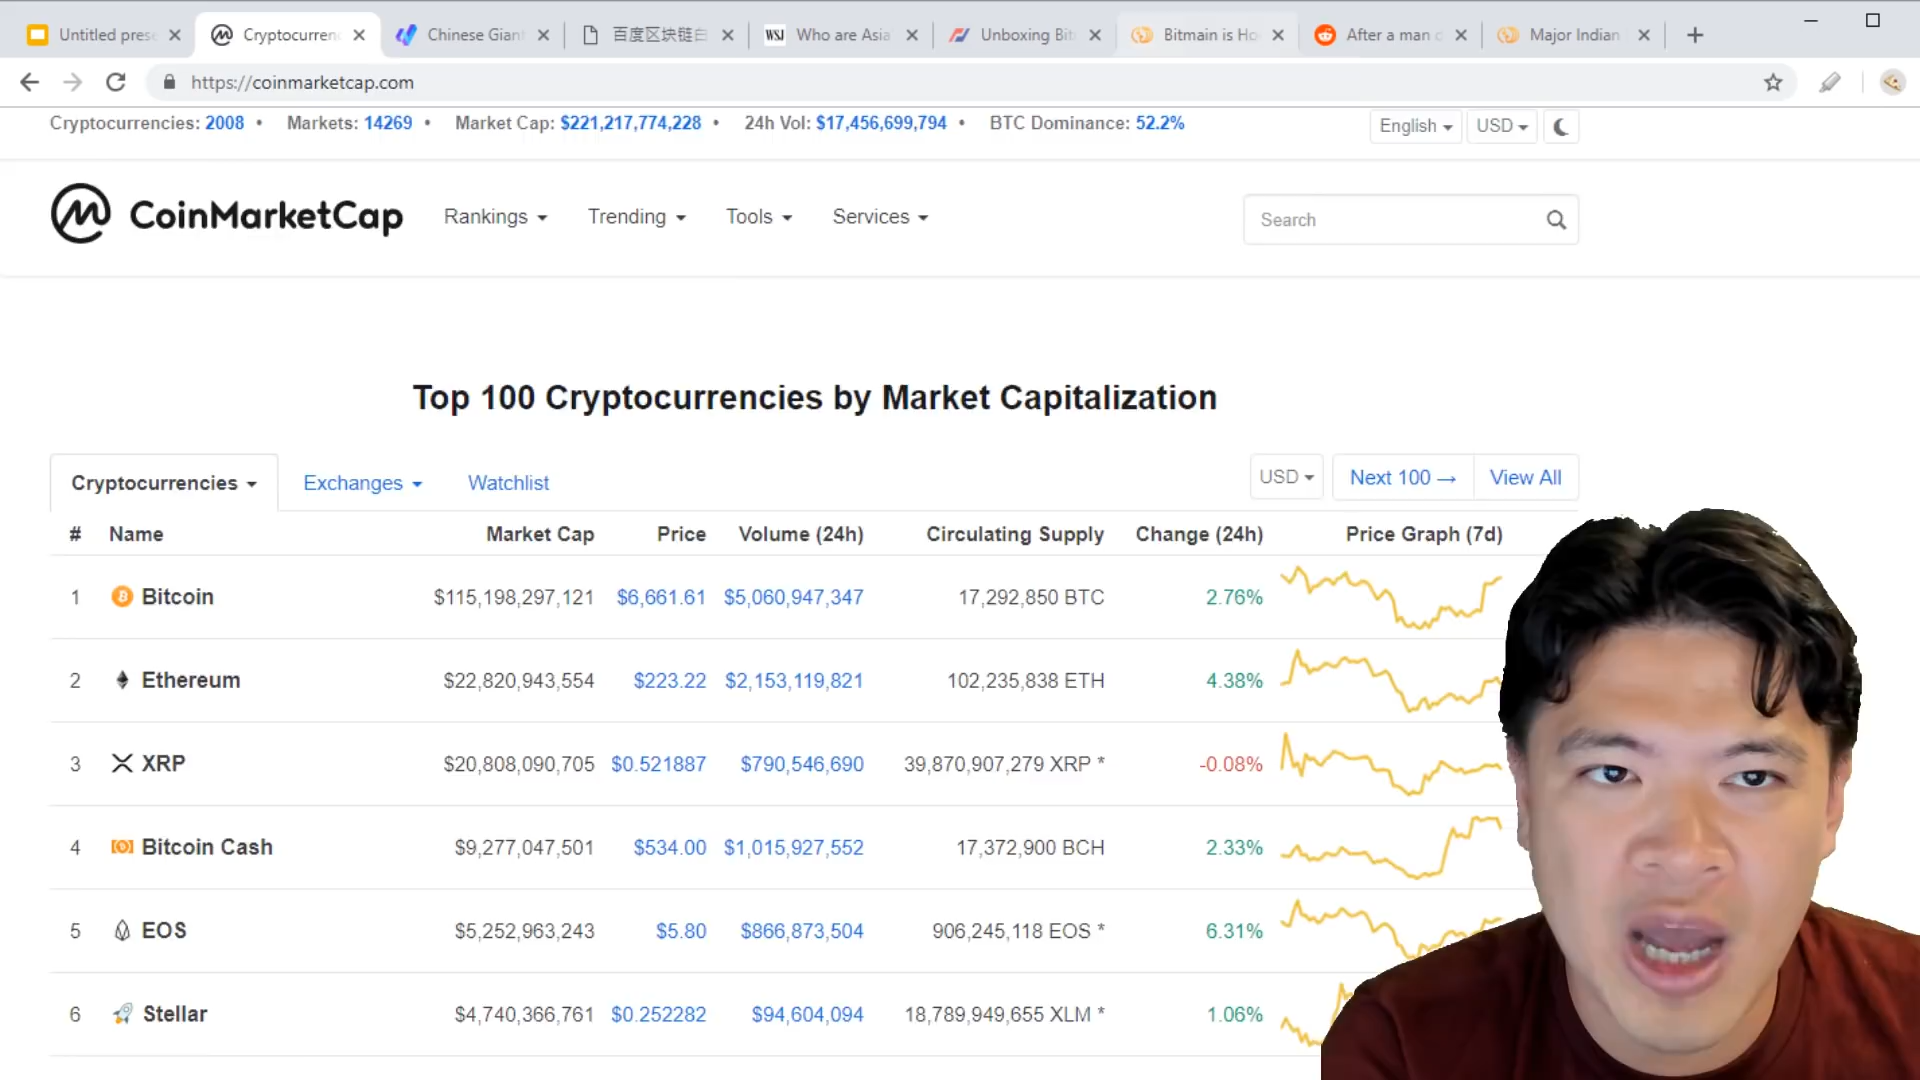 Untitled pres
Cryptocurren
Chinese Giant
百度区块链白
WSJ Who are Asia
Unboxing Bit
Bitmain is Ho
After a man
Major Indian
https://coinmarketcap.com
Cryptocurrencies: 2008 • Markets: 14269 • Market Cap: $221,217,774,228 • 24h Vol: $17,456,699,794 • BTC Dominance: 52.2%
English USD
CoinMarketCap
Rankings Trending Tools Services
Search
Top 100 Cryptocurrencies by Market Capitalization
Cryptocurrencies Exchanges Watchlist USD Next 100 → View All
# Name Market Cap Price Volume (24h) Circulating Supply Change (24h) Price Graph (7d)
1 Bitcoin $115,198,297,121 $6,661.61 $5,060,947,347 17,292,850 BTC 2.76%
2 Ethereum $22,820,943,554 $223.22 $2,153,119,821 102,235,838 ETH 4.38%
3 XRP $20,808,090,705 $0.521887 $790,546,690 39,870,907,279 XRP * -0.08%
4 Bitcoin Cash $9,277,047,501 $534.00 $1,015,927,552 17,372,900 BCH 2.33%
5 EOS $5,252,963,243 $5.80 $866,873,504 906,245,118 EOS * 6.31%
6 Stellar $4,740,366,761 $0.252282 $94,604,094 18,789,949,655 XLM * 1.06%